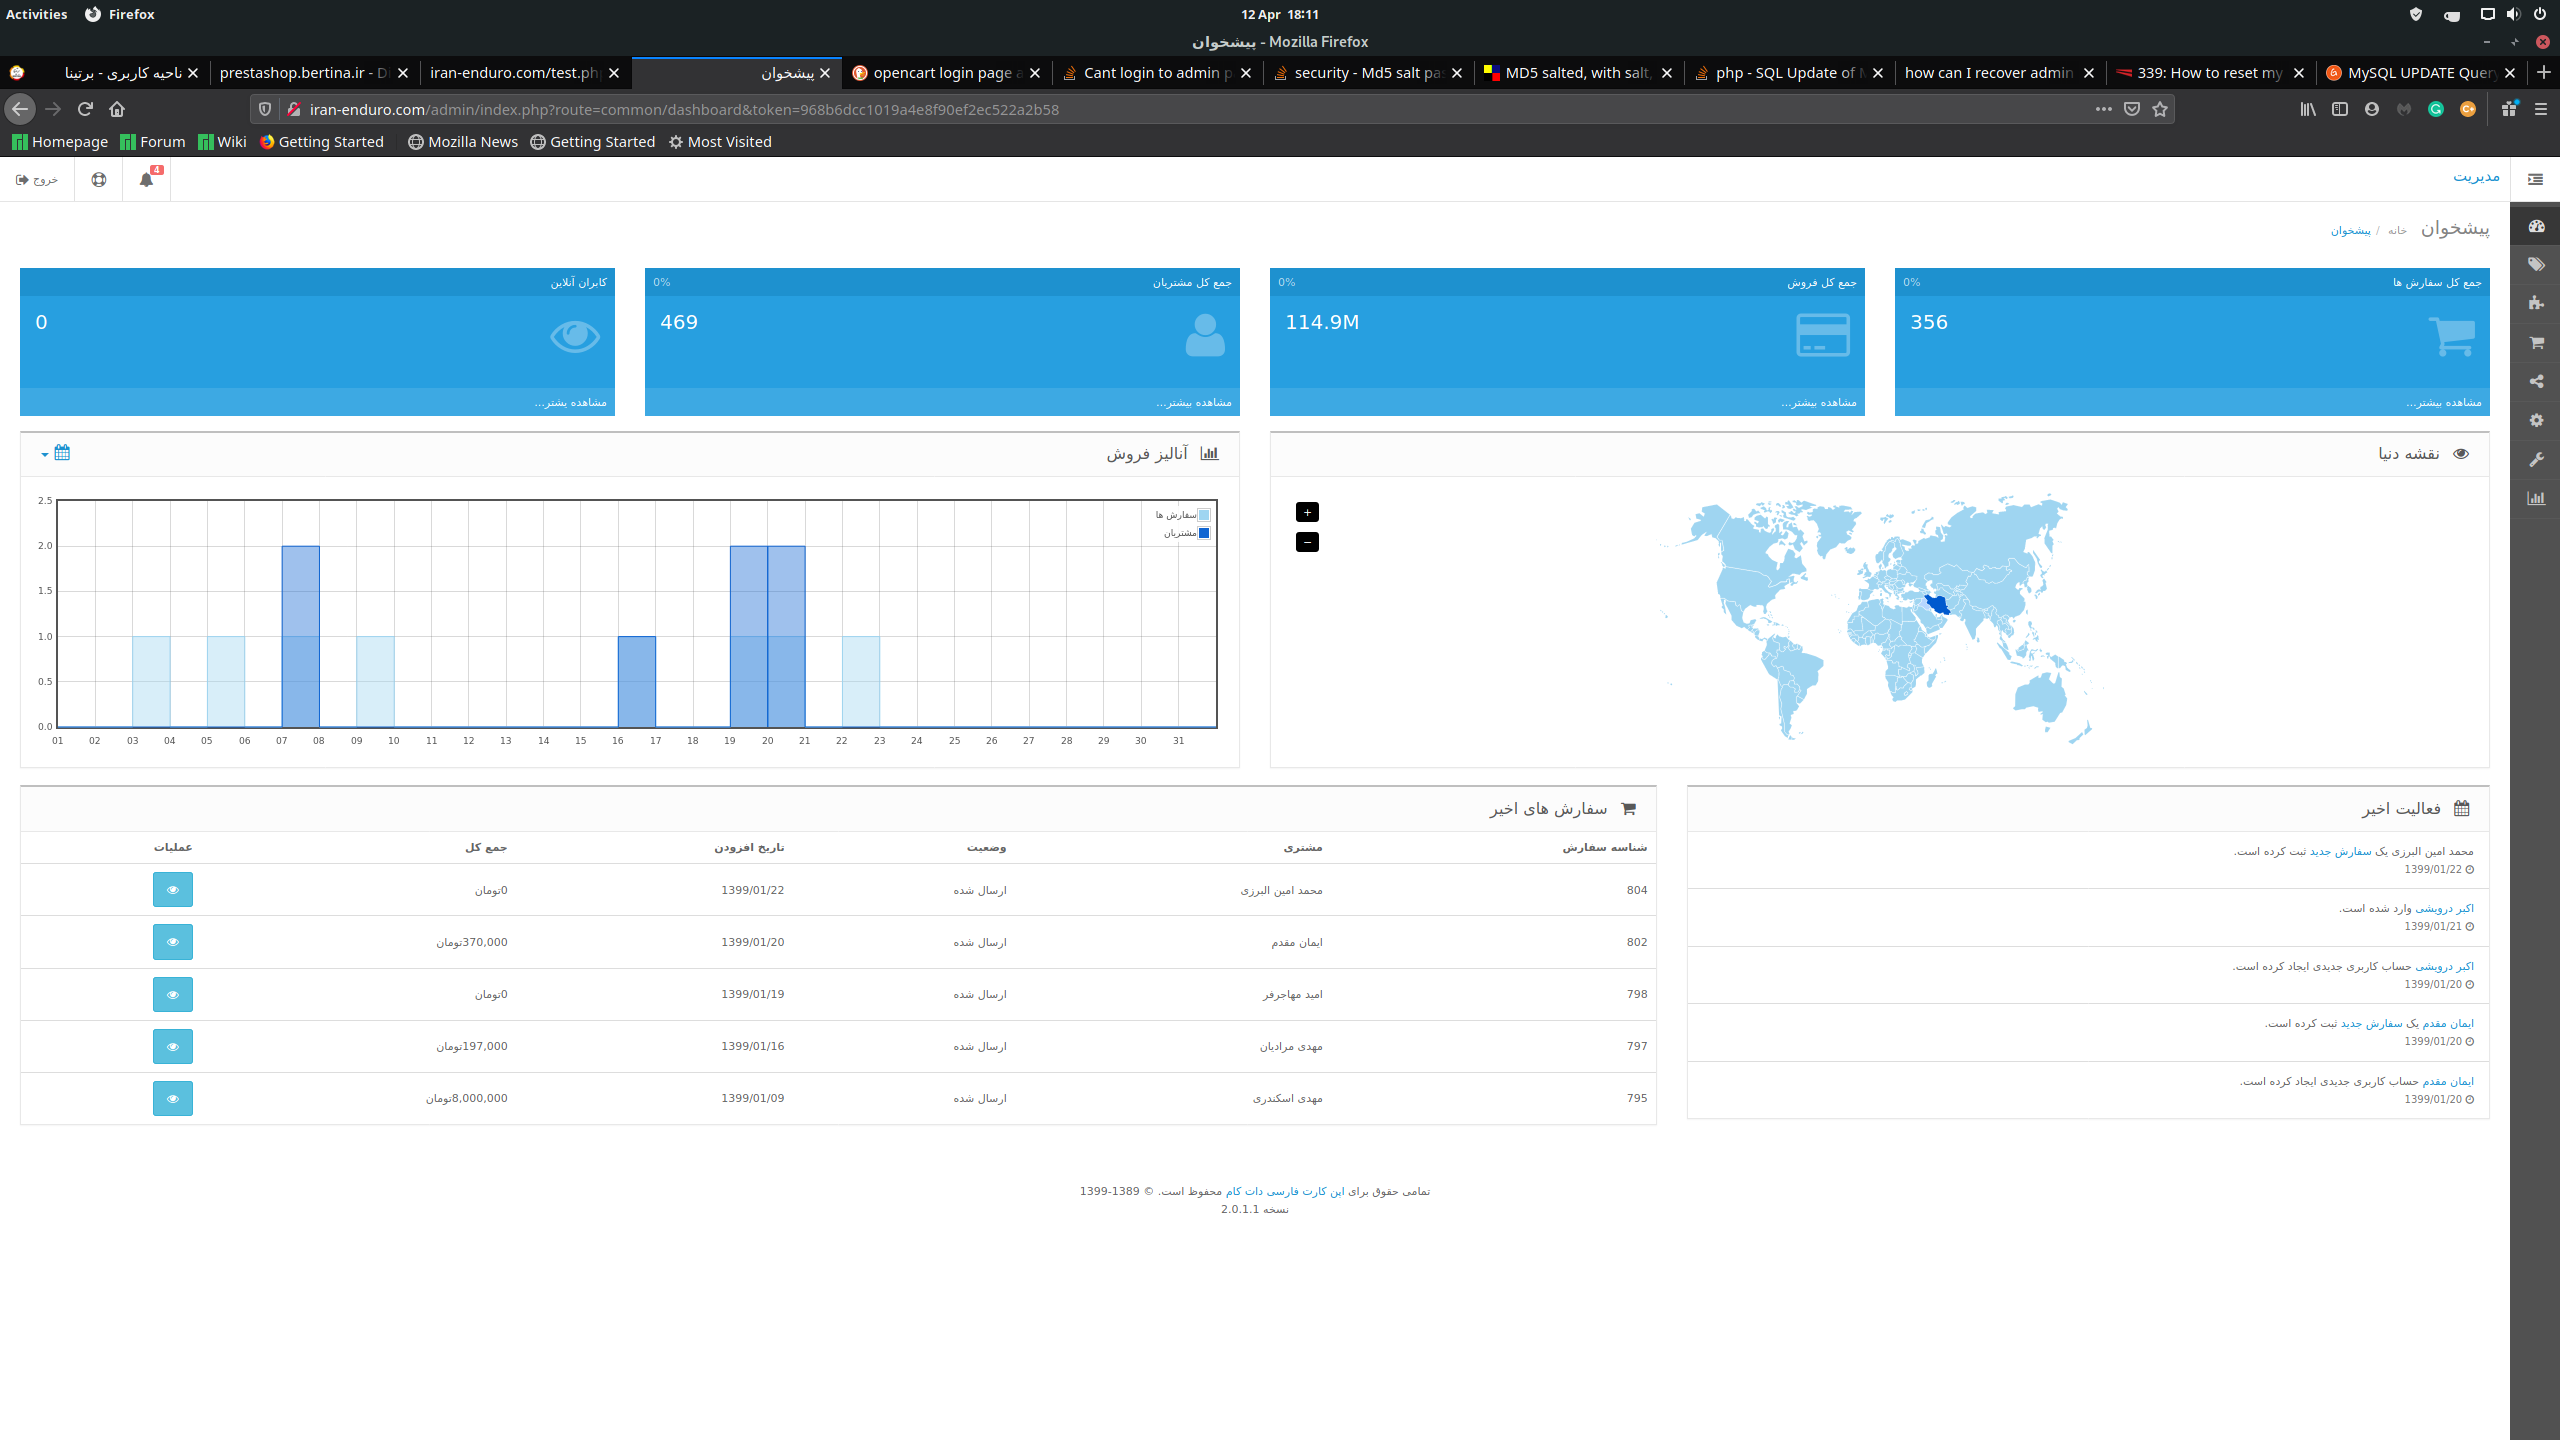 Activities Firefox 12 Apr 18:11
پیشخوان - Mozilla Firefox
ناحیه کاربری - برتینا
prestashop.bertina.ir - D
iran-enduro.com/test.ph
پیشخوان
opencart login page a
Cant login to admin p
security - Md5 salt pa
MD5 salted, with salt,
php - SQL Update of M
how can I recover admin
339: How to reset my
MySQL UPDATE Query
iran-enduro.com/admin/index.php?route=common/dashboard&token=968b6dcc1019a4e8f90ef2ec522a2b58
Homepage Forum Wiki Getting Started Mozilla News Getting Started Most Visited
مدیریت
4
خروج
پیشخوان خانه / پیشخوان
جمع کل سفارش ها 0%
356
مشاهده بیشتر...
جمع کل فروش 0%
114.9M
مشاهده بیشتر...
جمع کل مشتریان 0%
469
مشاهده بیشتر...
کابران آنلاین
0
مشاهده یشتر...
نقشه دنیا
+
−
آنالیز فروش
سفارش ها
مشتریان
2.5
2.0
1.5
1.0
0.5
0.0
01 02 03 04 05 06 07 08 09 10 11 12 13 14 15 16 17 18 19 20 21 22 23 24 25 26 27 28 29 30 31
فعالیت اخیر
محمد امین البرزی یک سفارش جدید ثبت کرده است.
1399/01/22
اکبر درویشی وارد شده است.
1399/01/21
اکبر درویشی حساب کاربری جدیدی ایجاد کرده است.
1399/01/20
ایمان مقدم یک سفارش جدید ثبت کرده است.
1399/01/20
ایمان مقدم حساب کاربری جدیدی ایجاد کرده است.
1399/01/20
سفارش های اخیر
شناسه سفارش مشتری وضعیت تاریخ افزودن جمع کل عملیات
804 محمد امین البرزی ارسال شده 1399/01/22 0تومان
802 ایمان مقدم ارسال شده 1399/01/20 370,000تومان
798 امید مهاجرفر ارسال شده 1399/01/19 0تومان
797 مهدی مرادیان ارسال شده 1399/01/16 197,000تومان
795 مهدی اسکندری ارسال شده 1399/01/09 8,000,000تومان
تمامی حقوق برای اپن کارت فارسی دات کام محفوظ است. © 1389-1399
نسخه 2.0.1.1